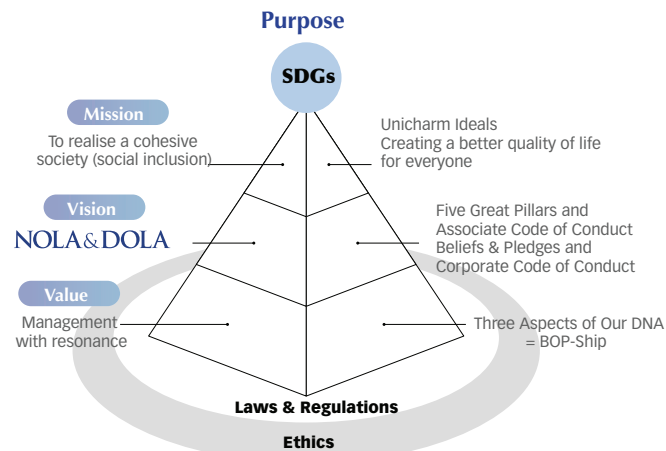 Purpose
SDGs
Mission
To realise a cohesive
society (social inclusion)
Unicharm Ideals
Creating a better quality of life
for everyone
Vision
NOLA&DOLA
Five Great Pillars and
Associate Code of Conduct
Beliefs & Pledges and
Corporate Code of Conduct
Value
Management
with resonance
Three Aspects of Our DNA
= BOP-Ship
Laws & Regulations
Ethics